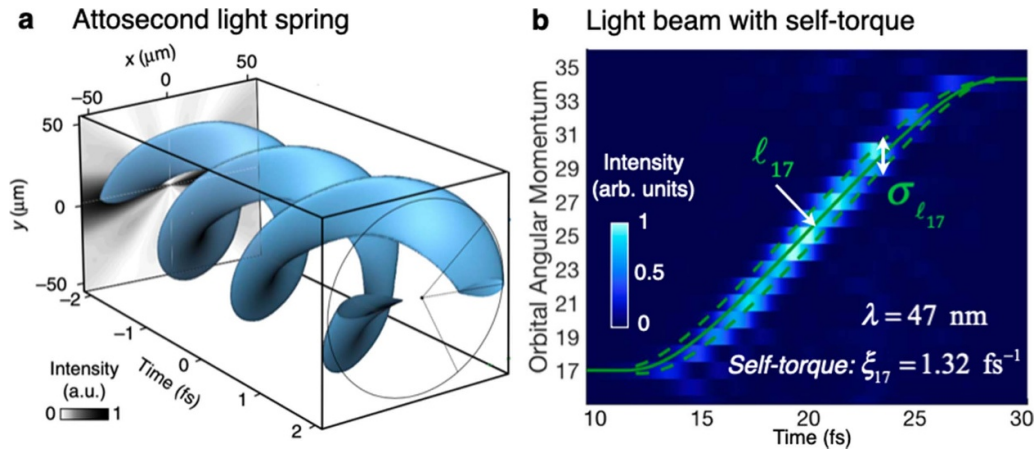 a Attosecond light spring
x (μm)
−50
0
50
50
0
−50
y (μm)
−2
−1
0
1
2
Time (fs)
Intensity
(a.u.)
0 1
b Light beam with self-torque
Orbital Angular Momentum
35
33
31
29
27
25
23
21
19
17
ℓ₁₇
σ_ℓ₁₇
Intensity
(arb. units)
1
0.5
0
λ = 47 nm
Self-torque: ξ₁₇ = 1.32 fs⁻¹
10 15 20 25 30
Time (fs)